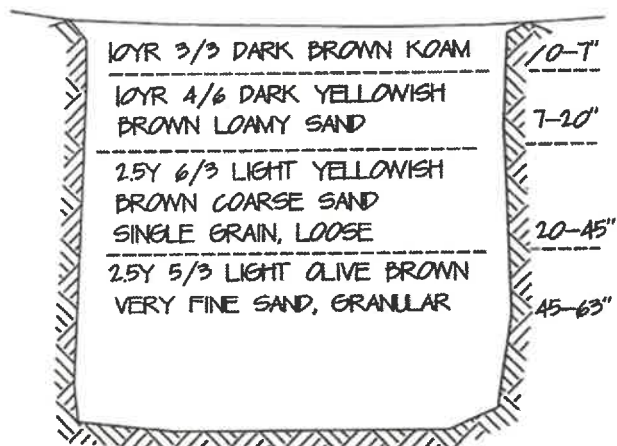 10YR 3/3 DARK BROWN KOAM 0-7"
10YR 4/6 DARK YELLOWISH
BROWN LOAMY SAND 7-20"
2.5Y 6/3 LIGHT YELLOWISH
BROWN COARSE SAND
SINGLE GRAIN, LOOSE 20-45"
2.5Y 5/3 LIGHT OLIVE BROWN
VERY FINE SAND, GRANULAR 45-63"